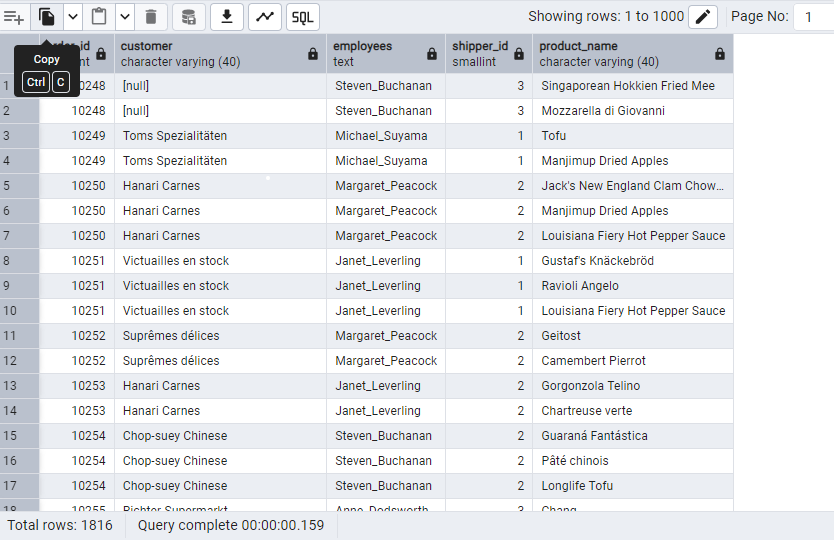 SQL Showing rows: 1 to 1000 Page No: 1
customer employees shipper_id product_name
character varying (40) text smallint character varying (40)
Copy
Ctrl C
1 10248 [null] Steven_Buchanan 3 Singaporean Hokkien Fried Mee
2 10248 [null] Steven_Buchanan 3 Mozzarella di Giovanni
3 10249 Toms Spezialitäten Michael_Suyama 1 Tofu
4 10249 Toms Spezialitäten Michael_Suyama 1 Manjimup Dried Apples
5 10250 Hanari Carnes Margaret_Peacock 2 Jack's New England Clam Chow...
6 10250 Hanari Carnes Margaret_Peacock 2 Manjimup Dried Apples
7 10250 Hanari Carnes Margaret_Peacock 2 Louisiana Fiery Hot Pepper Sauce
8 10251 Victuailles en stock Janet_Leverling 1 Gustaf's Knäckebröd
9 10251 Victuailles en stock Janet_Leverling 1 Ravioli Angelo
10 10251 Victuailles en stock Janet_Leverling 1 Louisiana Fiery Hot Pepper Sauce
11 10252 Suprêmes délices Margaret_Peacock 2 Geitost
12 10252 Suprêmes délices Margaret_Peacock 2 Camembert Pierrot
13 10253 Hanari Carnes Janet_Leverling 2 Gorgonzola Telino
14 10253 Hanari Carnes Janet_Leverling 2 Chartreuse verte
15 10254 Chop-suey Chinese Steven_Buchanan 2 Guaraná Fantástica
16 10254 Chop-suey Chinese Steven_Buchanan 2 Pâté chinois
17 10254 Chop-suey Chinese Steven_Buchanan 2 Longlife Tofu
18 10255 Richter Supermarkt Anne_Dodsworth 3 Chang
Total rows: 1816 Query complete 00:00:00.159